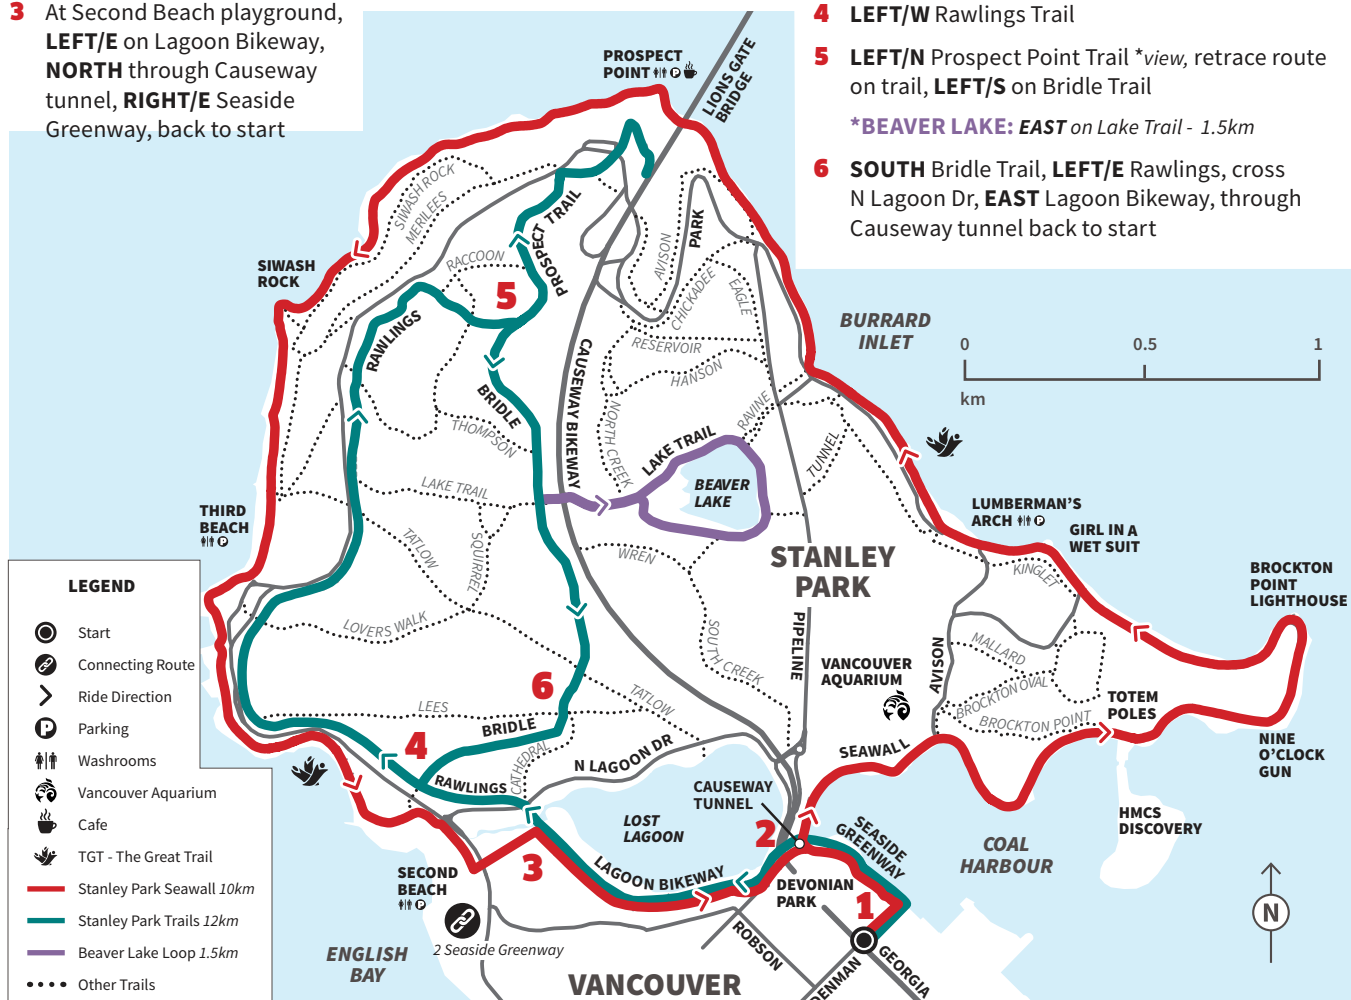 3 At Second Beach playground,
LEFT/E on Lagoon Bikeway,
NORTH through Causeway
tunnel, RIGHT/E Seaside
Greenway, back to start
4 LEFT/W Rawlings Trail
5 LEFT/N Prospect Point Trail *view, retrace route
on trail, LEFT/S on Bridle Trail
*BEAVER LAKE: EAST on Lake Trail - 1.5km
6 SOUTH Bridle Trail, LEFT/E Rawlings, cross
N Lagoon Dr, EAST Lagoon Bikeway, through
Causeway tunnel back to start
PROSPECT
POINT
P
LIONS GATE
BRIDGE
SIWASH ROCK
MERILEES
RACCOON
PROSPECT TRAIL
AVISON
PARK
CHICKADEE
EAGLE
SIWASH
ROCK
5
RAWLINGS
RESERVOIR
HANSON
BURRARD
INLET
0
0.5
1
km
CAUSEWAY BIKEWAY
BRIDLE
THOMPSON
NORTH CREEK
RAVINE
TUNNEL
LAKE TRAIL
LAKE TRAIL
BEAVER
LAKE
THIRD
BEACH
P
LUMBERMAN'S
ARCH
P
GIRL IN A
WET SUIT
TATLOW
SQUIRREL
WREN
STANLEY
PARK
KINGLET
BROCKTON
POINT
LIGHTHOUSE
LOVERS WALK
SOUTH CREEK
PIPELINE
VANCOUVER
AQUARIUM
AVISON
MALLARD
BROCKTON OVAL
BROCKTON POINT
TOTEM
POLES
6
LEES
TATLOW
BRIDLE
4
CATHEDRAL
N LAGOON DR
RAWLINGS
SEAWALL
NINE
O'CLOCK
GUN
CAUSEWAY
TUNNEL
LOST
LAGOON
2
SEASIDE
GREENWAY
HMCS
DISCOVERY
COAL
HARBOUR
3
LAGOON BIKEWAY
SECOND
BEACH
P
DEVONIAN
PARK
1
2 Seaside Greenway
ENGLISH
BAY
ROBSON
DENMAN
GEORGIA
VANCOUVER
N
LEGEND
Start
Connecting Route
Ride Direction
P Parking
Washrooms
Vancouver Aquarium
Cafe
TGT - The Great Trail
Stanley Park Seawall 10km
Stanley Park Trails 12km
Beaver Lake Loop 1.5km
Other Trails